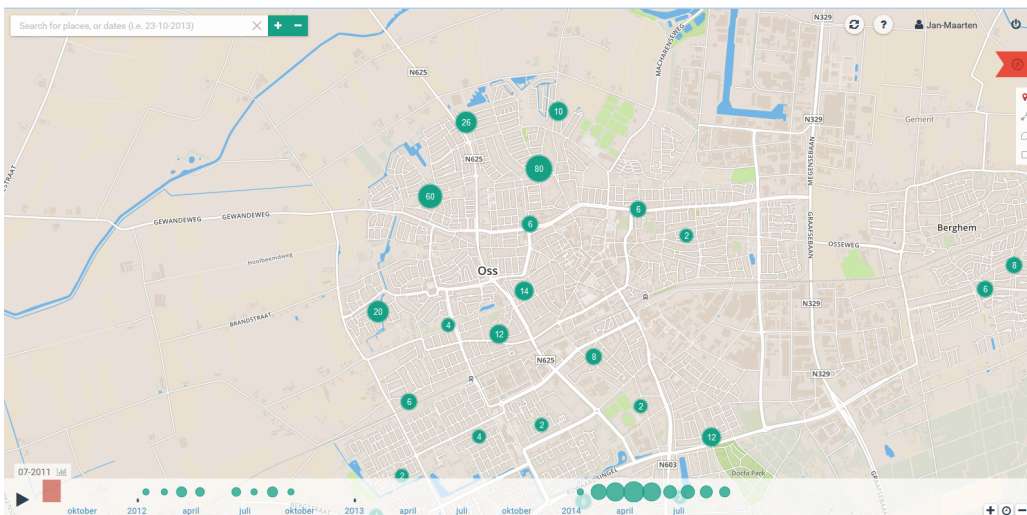 Search for places, or dates (i.e. 23-10-2013)
+ −
? Jan-Maarten
N329
N625
MACHARENSEWEG
10
26
Gement
N329
N625
MEGENSEBAAN
80
60
6
GEWANDEWEG
GEWANDEWEG
6
GRAAFSEBAAN
2
Berghem
OSSEWEG
Hooibeemdweg
8
Oss
6
14
N329
20
BRANDSTRAAT
4
12
8
N625
N329
6
2
2
4
12
2
N603
Docfa Park
07-2011
oktober
2012
april
juli
oktober
2013
april
juli
oktober
2014
april
juli